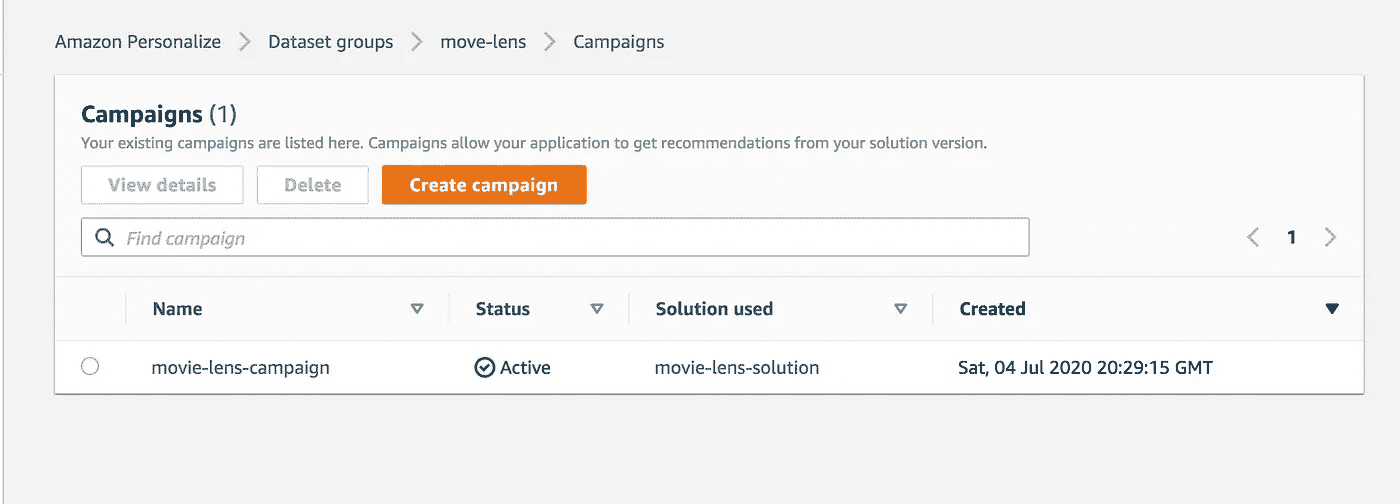 Amazon Personalize > Dataset groups > move-lens > Campaigns
Campaigns (1)
Your existing campaigns are listed here. Campaigns allow your application to get recommendations from your solution version.
View details Delete Create campaign
Find campaign 1
Name Status Solution used Created
movie-lens-campaign Active movie-lens-solution Sat, 04 Jul 2020 20:29:15 GMT